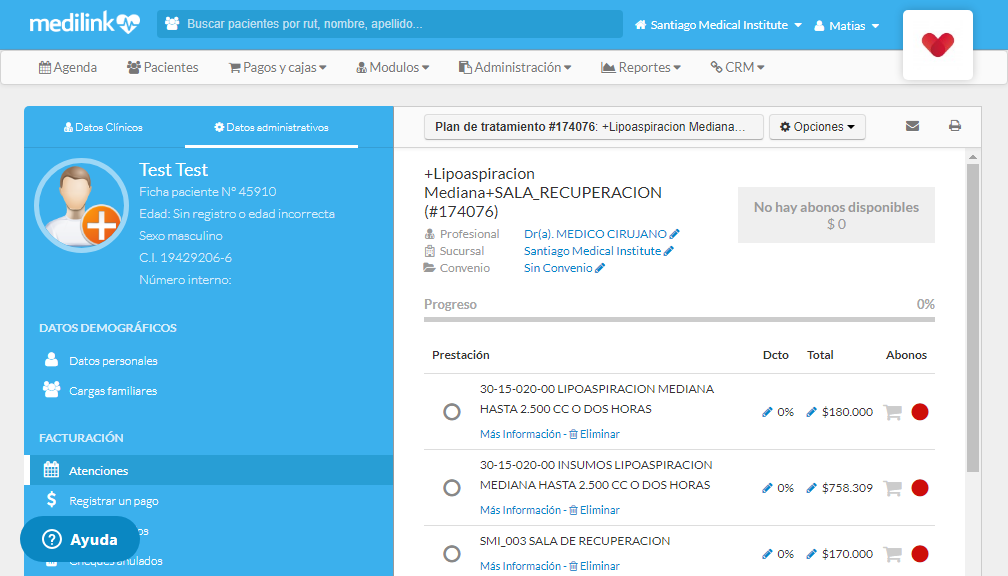 medilink
Buscar pacientes por rut, nombre, apellido...
Santiago Medical Institute
Matias
Agenda
Pacientes
Pagos y cajas
Modulos
Administración
Reportes
CRM
Datos Clínicos
Datos administrativos
Test Test
Ficha paciente N° 45910
Edad: Sin registro o edad incorrecta
Sexo masculino
C.I. 19429206-6
Número interno:
DATOS DEMOGRÁFICOS
Datos personales
Cargas familiares
FACTURACIÓN
Atenciones
Registrar un pago
Ayuda
Cheques anulados
Plan de tratamiento #174076: +Lipoaspiracion Mediana...
Opciones
+Lipoaspiracion
Mediana+SALA_RECUPERACION
(#174076)
Profesional Dr(a). MEDICO CIRUJANO
Sucursal Santiago Medical Institute
Convenio Sin Convenio
No hay abonos disponibles
$ 0
Progreso 0%
Prestación Dcto Total Abonos
30-15-020-00 LIPOASPIRACION MEDIANA
HASTA 2.500 CC O DOS HORAS
0% $180.000
Más Información - Eliminar
30-15-020-00 INSUMOS LIPOASPIRACION
MEDIANA HASTA 2.500 CC O DOS HORAS
0% $758.309
Más Información - Eliminar
SMI_003 SALA DE RECUPERACION
0% $170.000
Más Información - Eliminar